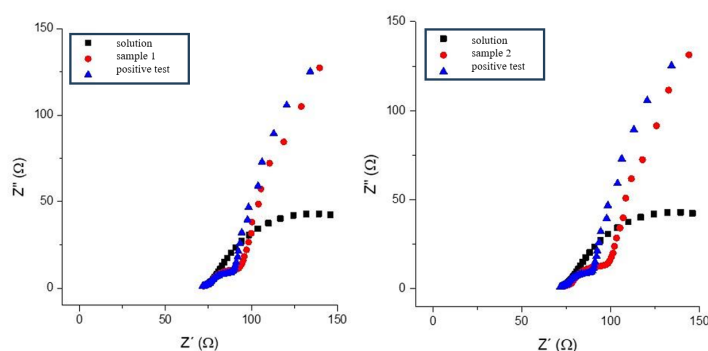 150
100
50
0
Z'' (Ω)
solution
sample 1
positive test
0
50
100
150
Z´ (Ω)
150
100
50
0
Z'' (Ω)
solution
sample 2
positive test
0
50
100
150
Z´ (Ω)